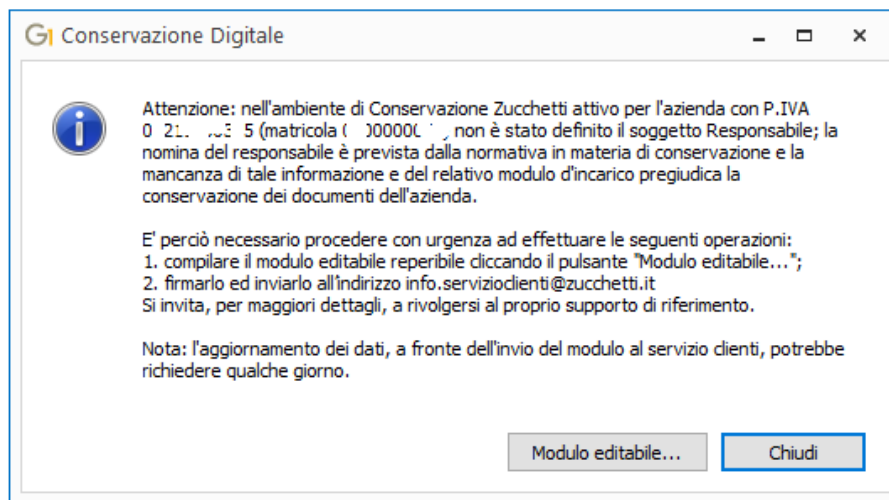 G1 Conservazione Digitale
Attenzione: nell'ambiente di Conservazione Zucchetti attivo per l'azienda con P.IVA
(matricola non è stato definito il soggetto Responsabile; la
nomina del responsabile è prevista dalla normativa in materia di conservazione e la
mancanza di tale informazione e del relativo modulo d'incarico pregiudica la
conservazione dei documenti dell'azienda.
E' perciò necessario procedere con urgenza ad effettuare le seguenti operazioni:
1. compilare il modulo editabile reperibile cliccando il pulsante "Modulo editabile...";
2. firmarlo ed inviarlo all'indirizzo info.servizioclienti@zucchetti.it
Si invita, per maggiori dettagli, a rivolgersi al proprio supporto di riferimento.
Nota: l'aggiornamento dei dati, a fronte dell'invio del modulo al servizio clienti, potrebbe
richiedere qualche giorno.
Modulo editabile...
Chiudi